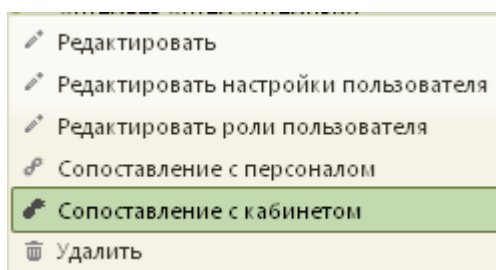 Редактировать
Редактировать настройки пользователя
Редактировать роли пользователя
Сопоставление с персоналом
Сопоставление с кабинетом
Удалить